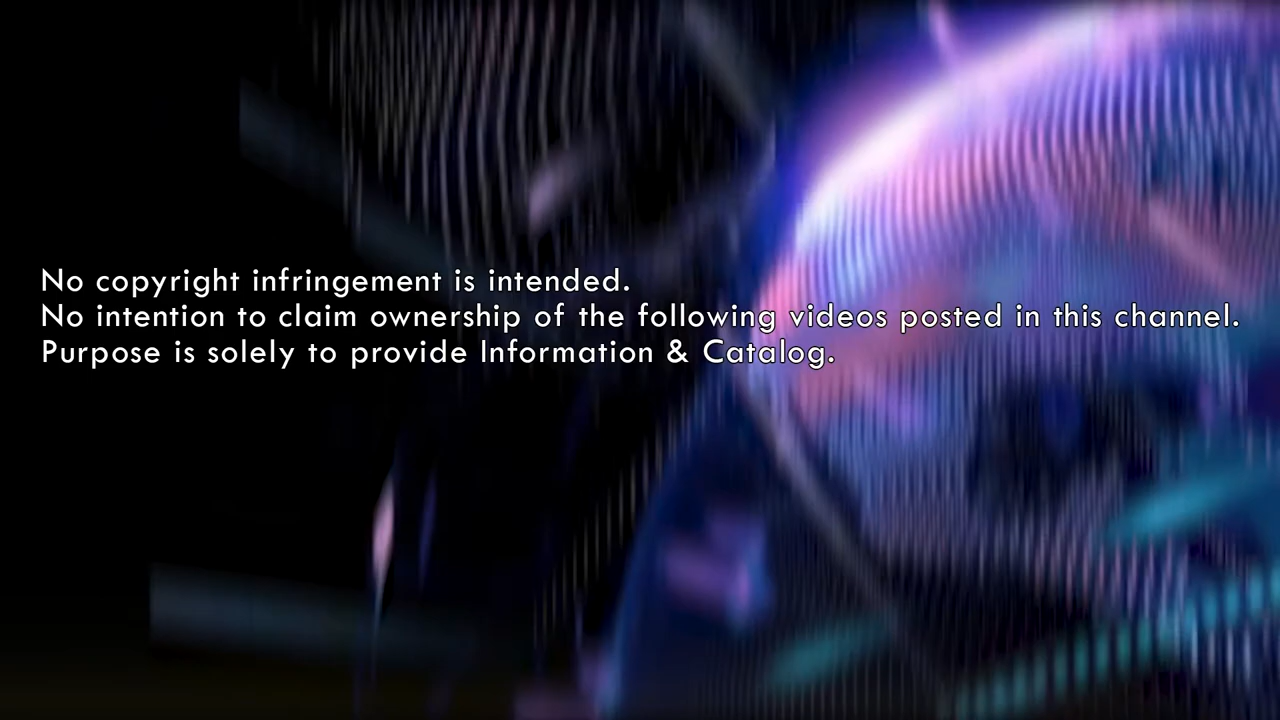 No copyright infringement is intended.
No intention to claim ownership of the following videos posted in this channel.
Purpose is solely to provide Information & Catalog.